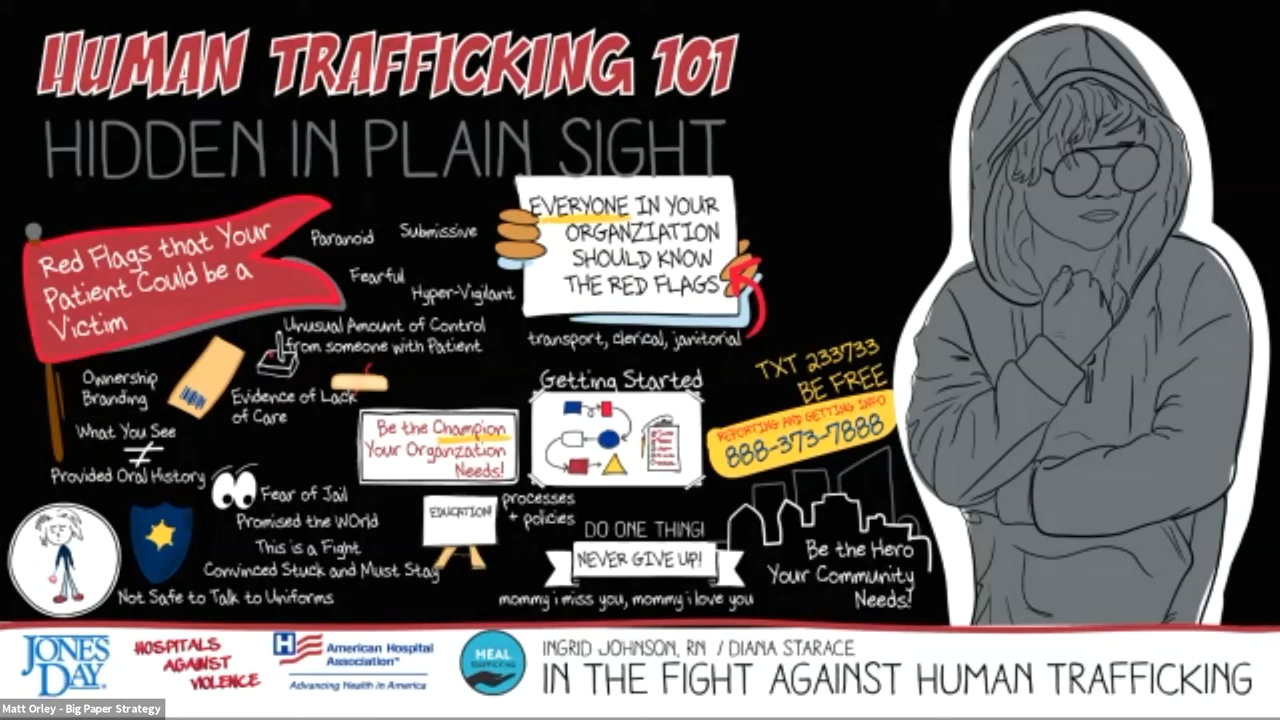 HUMAN TRAFFICKING 101
HIDDEN IN PLAIN SIGHT
Red Flags that Your
Patient Could be a
Victim
Paranoid
Submissive
Fearful
Hyper-Vigilant
Unusual Amount of Control
from someone with Patient
Ownership
Branding
Evidence of Lack
of Care
What You See
≠
Provided Oral History
Fear of Jail
Promised the WOrld
This is a Fight
Convinced Stuck and Must Stay
Not Safe to Talk to Uniforms
EVERYONE IN YOUR
ORGANZIATION
SHOULD KNOW
THE RED FLAGS
transport, clerical, janitorial
Getting Started
Be the Champion
Your Organzation
Needs!
EDUCATION
processes
+ policies
TXT 233733
BE FREE
REPORTING AND GETTING INFO
888-373-7888
DO ONE THING!
NEVER GIVE UP!
mommy i miss you, mommy i love you
Be the Hero
Your Community
Needs!
JONES
DAY
HOSPITALS
AGAINST
VIOLENCE
H
American Hospital
Association™
Advancing Health in America
HEAL
TRAFFICKING
INGRID JOHNSON, RN / DIANA STARACE
IN THE FIGHT AGAINST HUMAN TRAFFICKING
Matt Orley - Big Paper Strategy